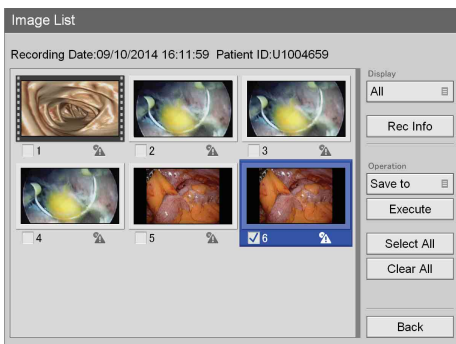 Image List
Recording Date:09/10/2014 16:11:59 Patient ID:U1004659
Display
All
Rec Info
1
2
3
Operation
Save to
Execute
4
5
6
Select All
Clear All
Back